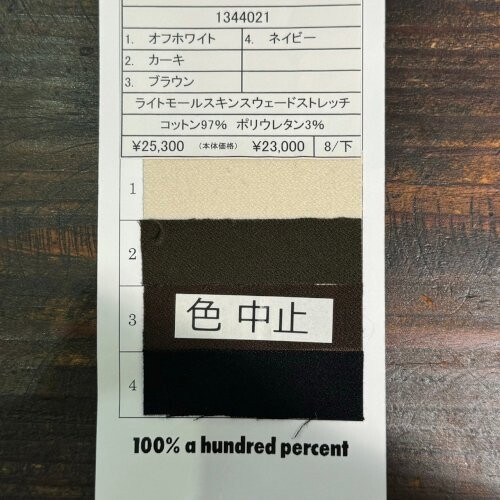 1344021
1. オフホワイト 4. ネイビー
2. カーキ
3. ブラウン
ライトモールスキンスウェードストレッチ
コットン97% ポリウレタン3%
¥25,300 (本体価格) ¥23,000 8/下
1
2
3 色 中止
4
100% a hundred percent